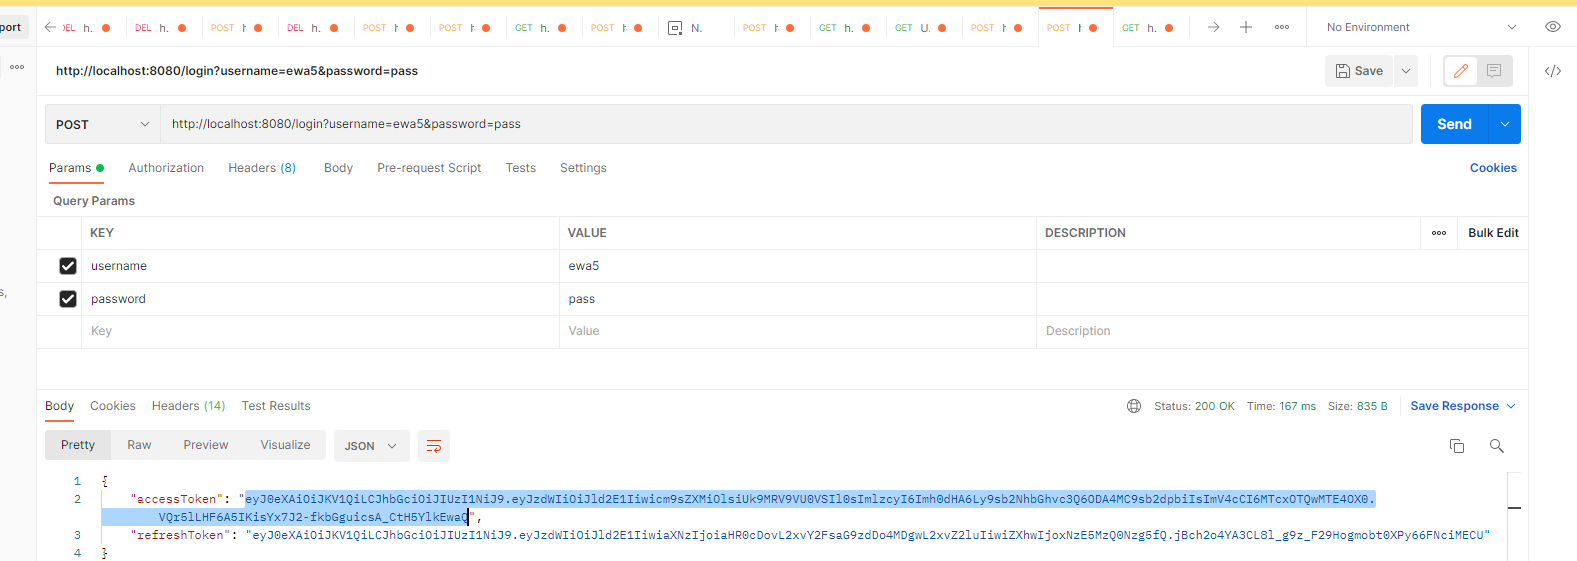 port DEL h. DEL h. POST h DEL h. POST h POST h GET h. POST h N. POST h GET h. GET U. POST h POST h GET h. No Environment
http://localhost:8080/login?username=ewa5&password=pass Save
POST http://localhost:8080/login?username=ewa5&password=pass Send
Params Authorization Headers (8) Body Pre-request Script Tests Settings Cookies
Query Params
KEY VALUE DESCRIPTION Bulk Edit
username ewa5
s,
password pass
Key Value Description
Body Cookies Headers (14) Test Results Status: 200 OK Time: 167 ms Size: 835 B Save Response
Pretty Raw Preview Visualize JSON
1 {
2 "accessToken": "eyJ0eXAiOiJKV1QiLCJhbGciOiJIUzI1NiJ9.eyJzdWIiOiJld2E1Iiwicm9sZXMiOlsiUk9MRV9VU0VSIl0sImlzcyI6Imh0dHA6Ly9sb2NhbGhvc3Q6ODA4MC9sb2dpbiIsImV4cCI6MTcxOTQwMTE4OX0.
VQr5lLHF6A5IKisYx7J2-fkbGguicsA_CtH5YlkEwaQ",
3 "refreshToken": "eyJ0eXAiOiJKV1QiLCJhbGciOiJIUzI1NiJ9.eyJzdWIiOiJld2E1IiwiaXNzIjoiaHR0cDovL2xvY2FsaG9zdDo4MDgwL2xvZ2luIiwiZXhwIjoxNzE5MzQ0Nzg5fQ.jBch2o4YA3CL8l_g9z_F29Hogmobt0XPy66FNciMECU"
4 }